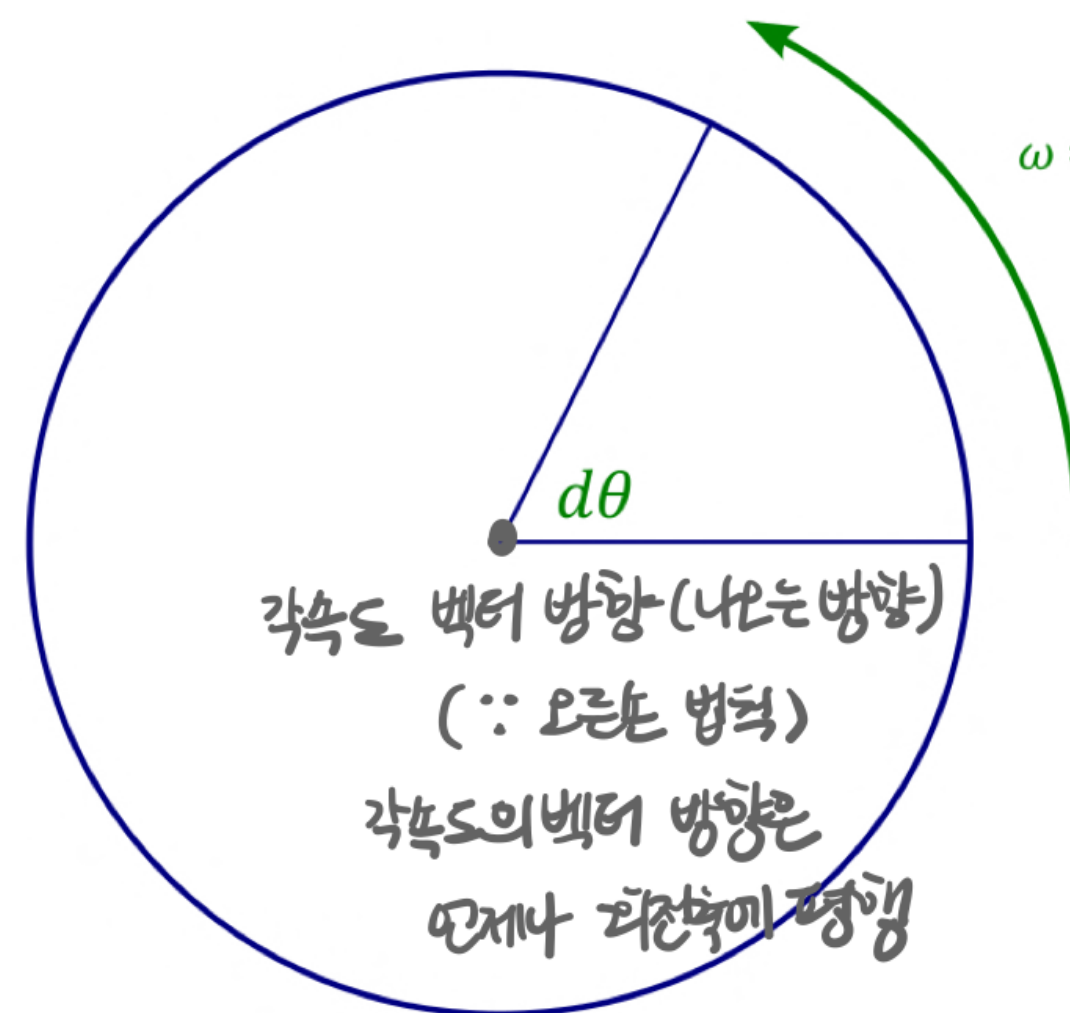 ω
dθ
각속도 벡터 방향 (나오는 방향)
(∵ 오른손 법칙)
각속도의 벡터 방향은
언제나 회전축에 평행